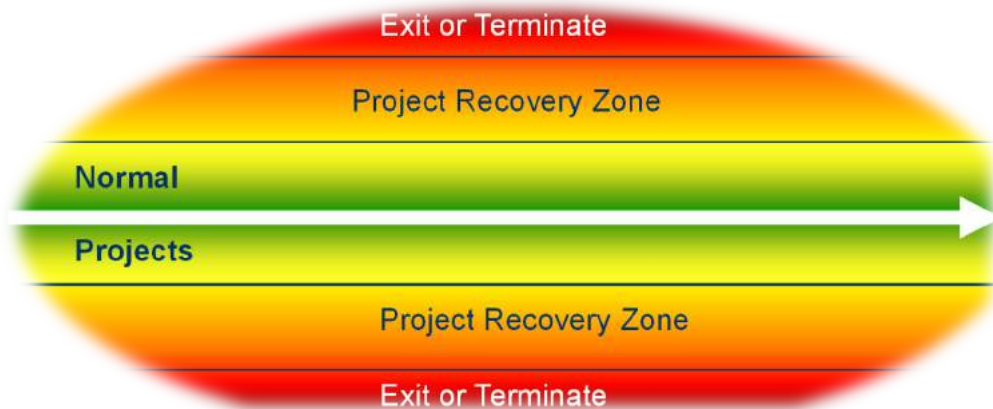 Exit or Terminate
Project Recovery Zone
Normal
Projects
Project Recovery Zone
Exit or Terminate